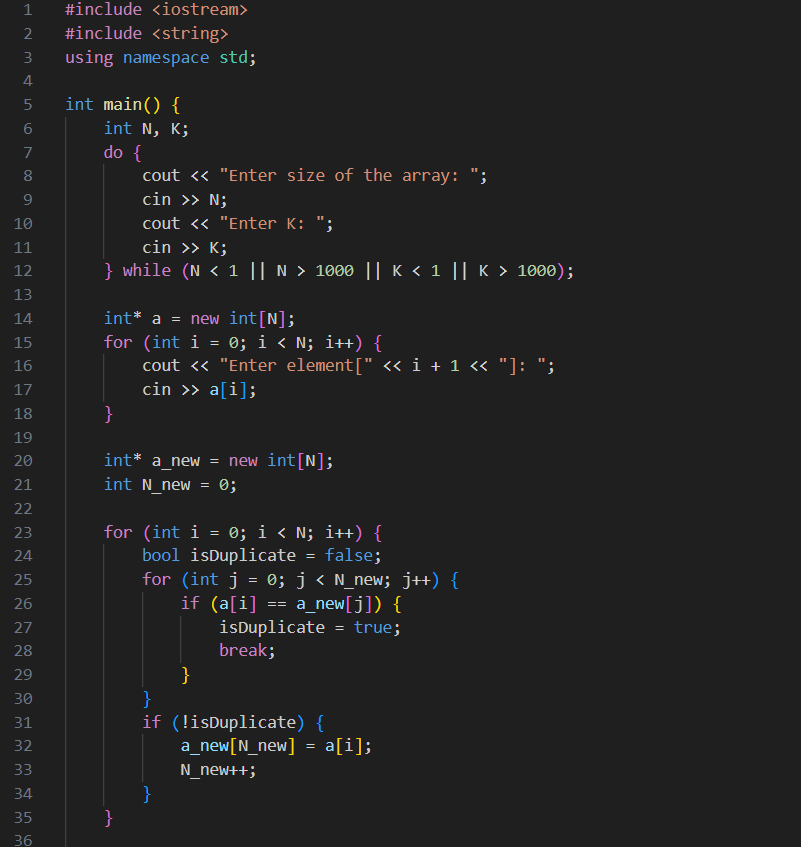 1 #include <iostream>
2 #include <string>
3 using namespace std;
4
5 int main() {
6     int N, K;
7     do {
8         cout << "Enter size of the array: ";
9         cin >> N;
10         cout << "Enter K: ";
11         cin >> K;
12     } while (N < 1 || N > 1000 || K < 1 || K > 1000);
13
14     int* a = new int[N];
15     for (int i = 0; i < N; i++) {
16         cout << "Enter element[" << i + 1 << "]: ";
17         cin >> a[i];
18     }
19
20     int* a_new = new int[N];
21     int N_new = 0;
22
23     for (int i = 0; i < N; i++) {
24         bool isDuplicate = false;
25         for (int j = 0; j < N_new; j++) {
26             if (a[i] == a_new[j]) {
27                 isDuplicate = true;
28                 break;
29             }
30         }
31         if (!isDuplicate) {
32             a_new[N_new] = a[i];
33             N_new++;
34         }
35     }
36